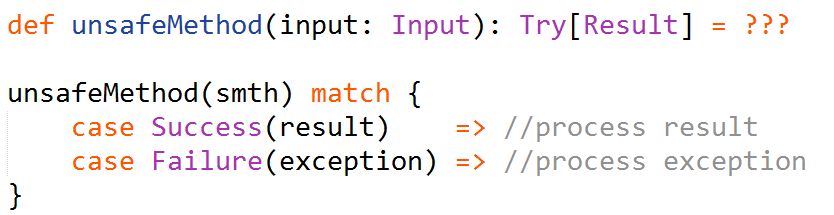 def unsafeMethod(input: Input): Try[Result] = ???
unsafeMethod(smth) match {
    case Success(result)    => //process result
    case Failure(exception) => //process exception
}